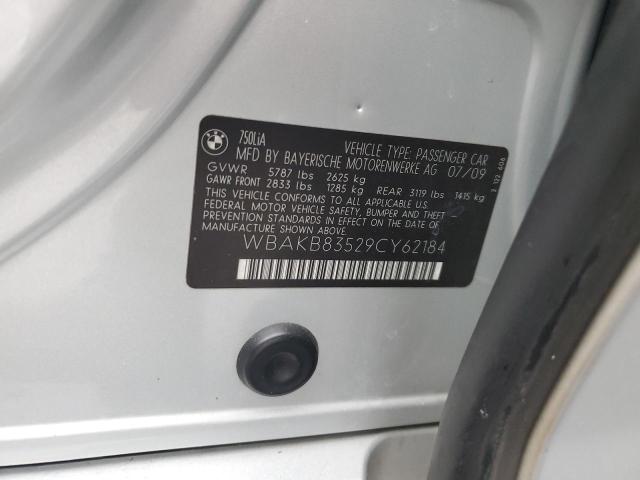 BMW
750LiA
VEHICLE TYPE: PASSENGER CAR
MFD BY BAYERISCHE MOTORENWERKE AG 07/09
GVWR 5787 lbs 2625 kg
GAWR FRONT 2833 lbs 1285 kg REAR 3119 lbs 1415 kg
THIS VEHICLE CONFORMS TO ALL APPLICABLE U.S.
FEDERAL MOTOR VEHICLE SAFETY, BUMPER AND THEFT
PREVENTION STANDARDS IN EFFECT ON THE DATE OF
MANUFACTURE SHOWN ABOVE.
WBAKB83529CY62184